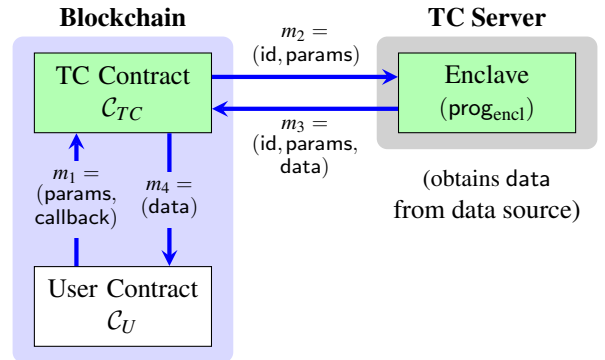 Blockchain
TC Server
TC Contract
C_TC
m₂ =
(id, params)
Enclave
(prog_encl)
m₃ =
(id, params,
data)
m₁ =
(params,
callback)
m₄ =
(data)
(obtains data
from data source)
User Contract
C_U